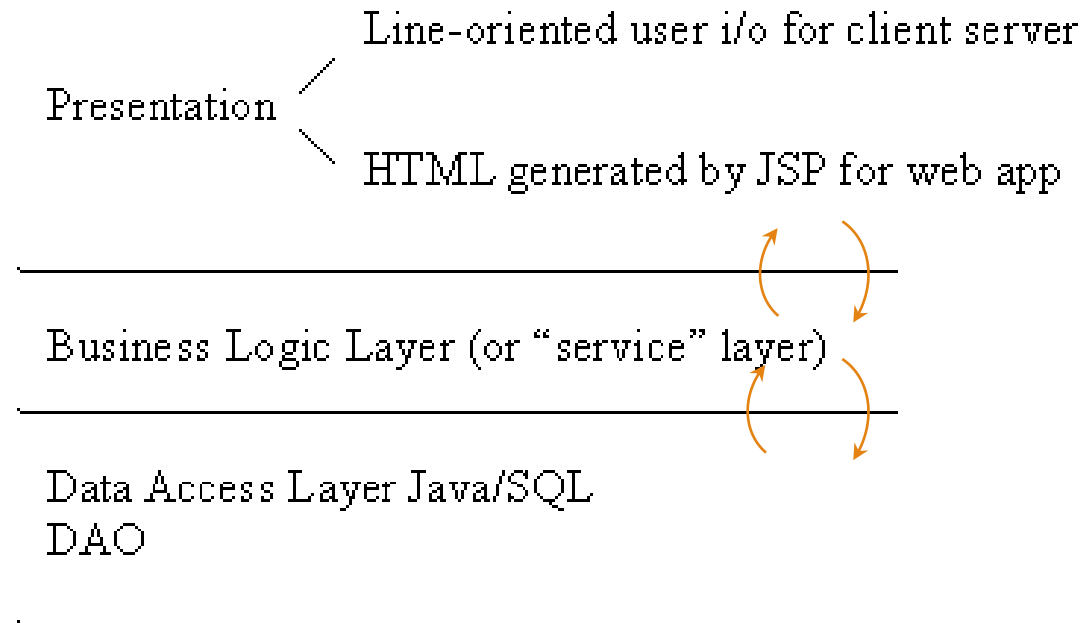 Line-oriented user i/o for client server
Presentation
HTML generated by JSP for web app
Business Logic Layer (or “service” layer)
Data Access Layer Java/SQL
DAO